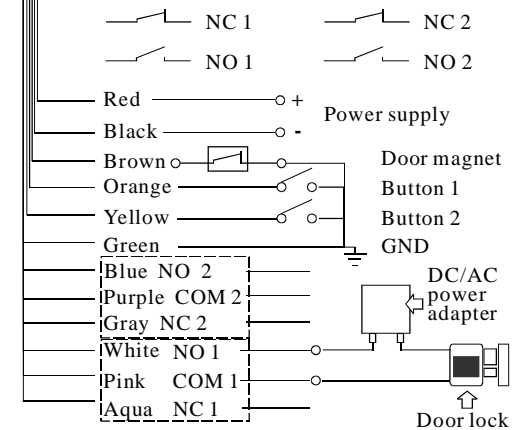 NC 1 NC 2
NO 1 NO 2
Red +
Power supply
Black -
Brown Door magnet
Orange Button 1
Yellow Button 2
Green GND
Blue NO 2
DC/AC
power
adapter
Purple COM 2
Gray NC 2
White NO 1
Pink COM 1
Aqua NC 1
Door lock